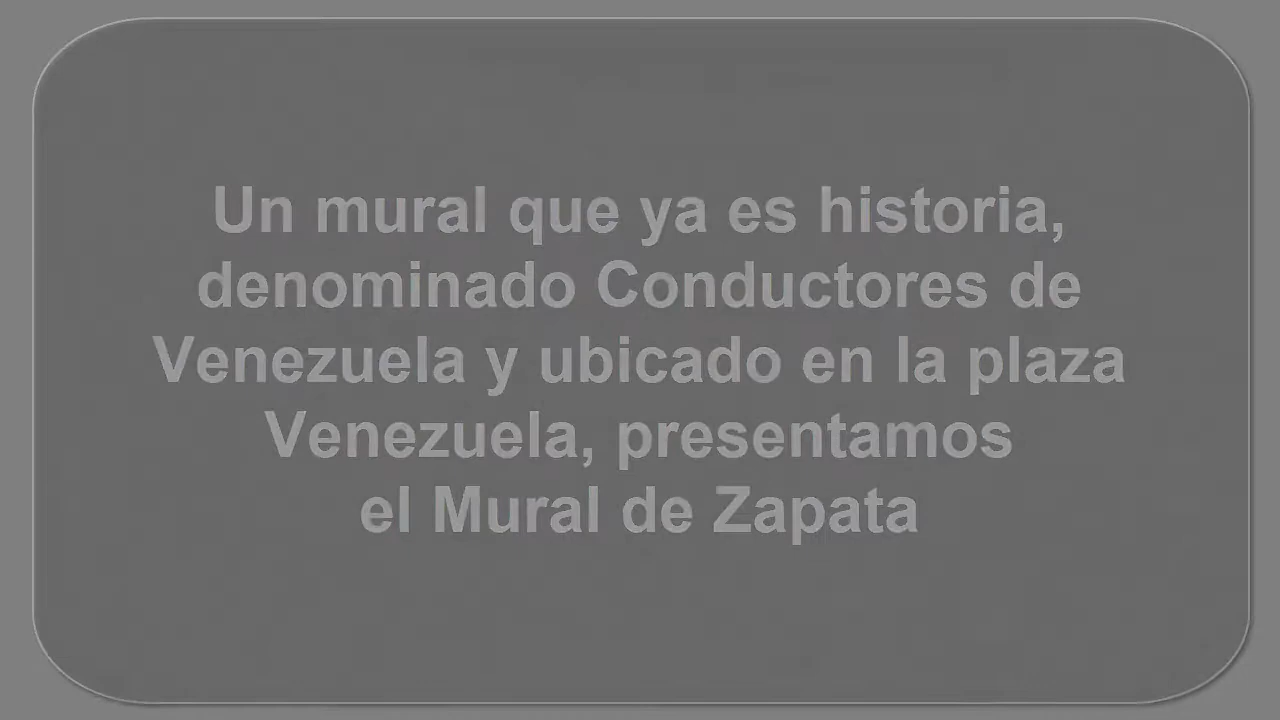 Un mural que ya es historia,
denominado Conductores de
Venezuela y ubicado en la plaza
Venezuela, presentamos
el Mural de Zapata